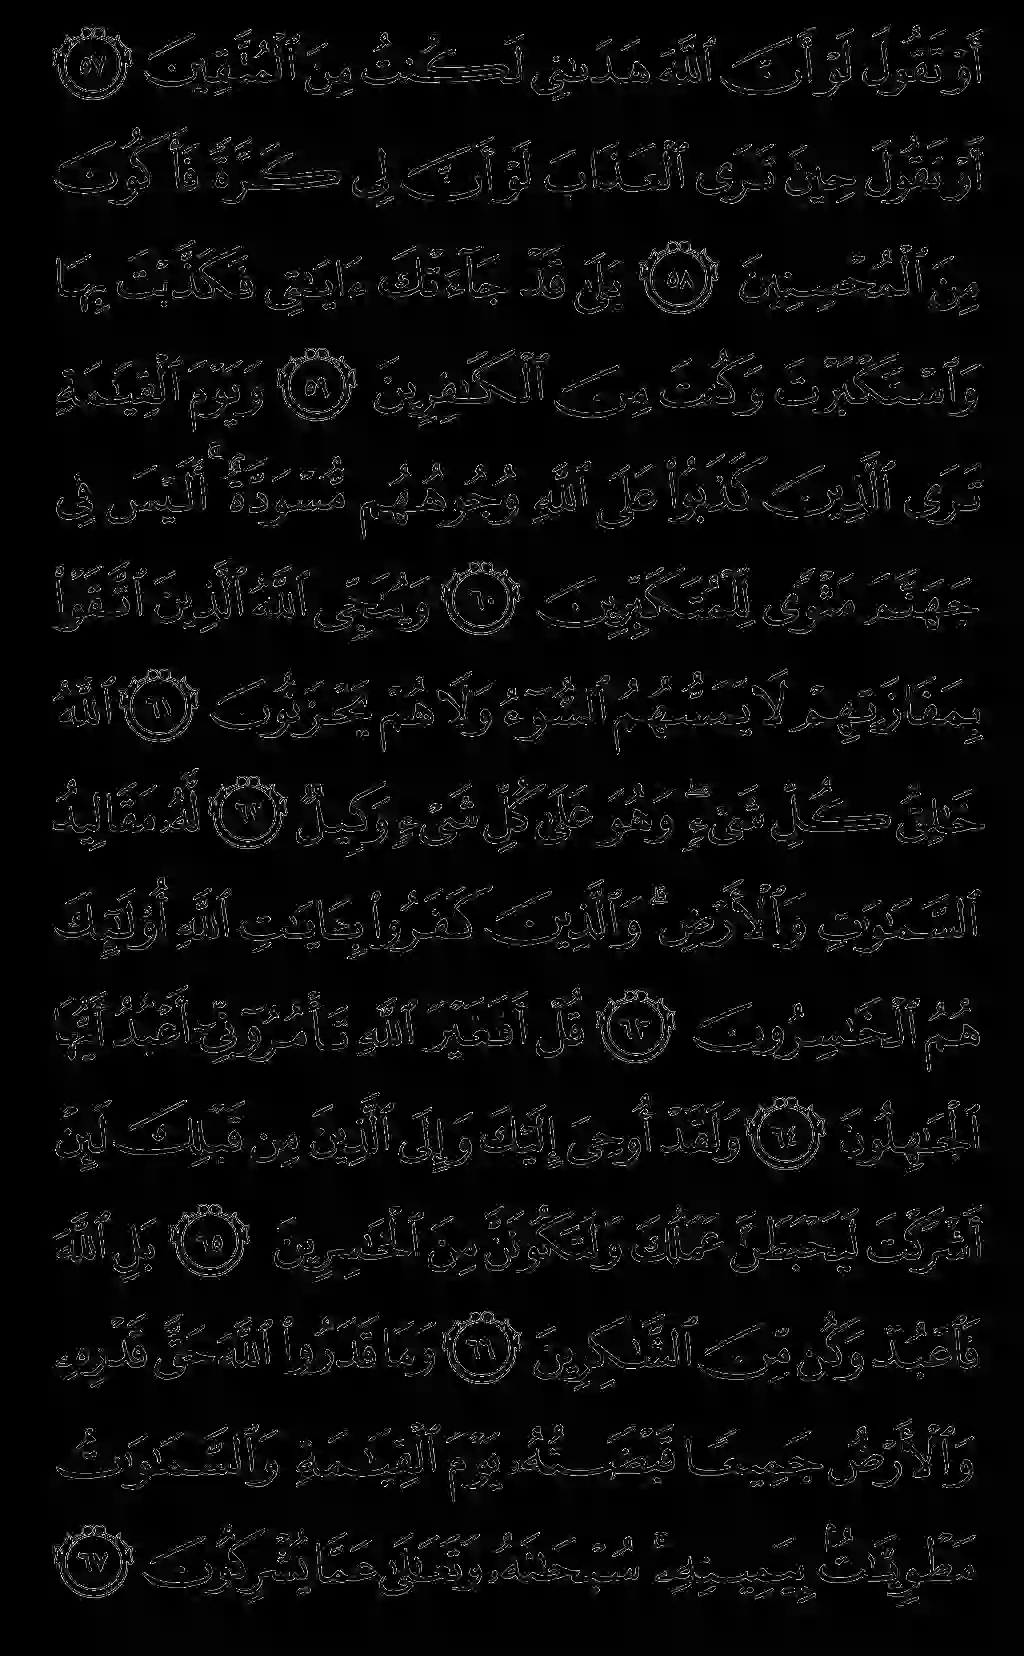 أَوْ تَقُولَ لَوْ أَنَّ ٱللَّهَ هَدَىٰنِى لَكُنتُ مِنَ ٱلْمُتَّقِينَ ٥٧
أَوْ تَقُولَ حِينَ تَرَى ٱلْعَذَابَ لَوْ أَنَّ لِى كَرَّةً فَأَكُونَ
مِنَ ٱلْمُحْسِنِينَ ٥٨ بَلَىٰ قَدْ جَآءَتْكَ ءَايَٰتِى فَكَذَّبْتَ بِهَا
وَٱسْتَكْبَرْتَ وَكُنتَ مِنَ ٱلْكَٰفِرِينَ ٥٩ وَيَوْمَ ٱلْقِيَٰمَةِ
تَرَى ٱلَّذِينَ كَذَبُوا۟ عَلَى ٱللَّهِ وُجُوهُهُم مُّسْوَدَّةٌ ۚ أَلَيْسَ فِى
جَهَنَّمَ مَثْوًى لِّلْمُتَكَبِّرِينَ ٦٠ وَيُنَجِّى ٱللَّهُ ٱلَّذِينَ ٱتَّقَوْا۟
بِمَفَازَتِهِمْ لَا يَمَسُّهُمُ ٱلسُّوٓءُ وَلَا هُمْ يَحْزَنُونَ ٦١ ٱللَّهُ
خَٰلِقُ كُلِّ شَىْءٍ ۖ وَهُوَ عَلَىٰ كُلِّ شَىْءٍ وَكِيلٌ ٦٢ لَّهُۥ مَقَالِيدُ
ٱلسَّمَٰوَٰتِ وَٱلْأَرْضِ ۗ وَٱلَّذِينَ كَفَرُوا۟ بِـَٔايَٰتِ ٱللَّهِ أُو۟لَٰٓئِكَ
هُمُ ٱلْخَٰسِرُونَ ٦٣ قُلْ أَفَغَيْرَ ٱللَّهِ تَأْمُرُوٓنِّىٓ أَعْبُدُ أَيُّهَا
ٱلْجَٰهِلُونَ ٦٤ وَلَقَدْ أُوحِىَ إِلَيْكَ وَإِلَى ٱلَّذِينَ مِن قَبْلِكَ لَئِنْ
أَشْرَكْتَ لَيَحْبَطَنَّ عَمَلُكَ وَلَتَكُونَنَّ مِنَ ٱلْخَٰسِرِينَ ٦٥ بَلِ ٱللَّهَ
فَٱعْبُدْ وَكُن مِّنَ ٱلشَّٰكِرِينَ ٦٦ وَمَا قَدَرُوا۟ ٱللَّهَ حَقَّ قَدْرِهِۦ
وَٱلْأَرْضُ جَمِيعًا قَبْضَتُهُۥ يَوْمَ ٱلْقِيَٰمَةِ وَٱلسَّمَٰوَٰتُ
مَطْوِيَّٰتٌۢ بِيَمِينِهِۦ ۚ سُبْحَٰنَهُۥ وَتَعَٰلَىٰ عَمَّا يُشْرِكُونَ ٦٧